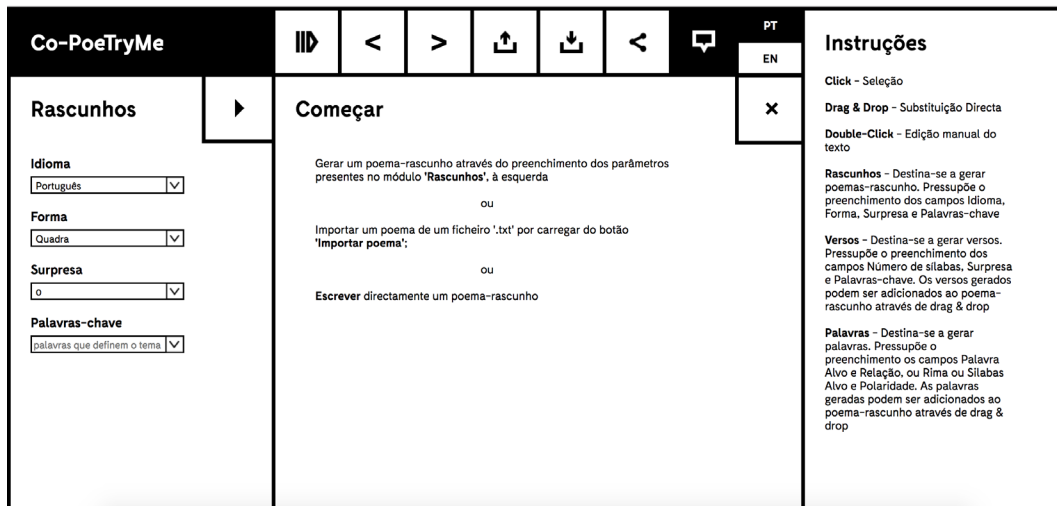 Co-PoeTryMe
PT
EN
Rascunhos
Idioma
Português
Forma
Quadra
Surpresa
0
Palavras-chave
palavras que definem o tema
Começar
Gerar um poema-rascunho através do preenchimento dos parâmetros
presentes no módulo 'Rascunhos', à esquerda
ou
Importar um poema de um ficheiro '.txt' por carregar do botão
'Importar poema';
ou
Escrever directamente um poema-rascunho
Instruções
Click - Seleção
Drag & Drop - Substituição Directa
Double-Click - Edição manual do
texto
Rascunhos - Destina-se a gerar
poemas-rascunho. Pressupõe o
preenchimento dos campos Idioma,
Forma, Surpresa e Palavras-chave
Versos - Destina-se a gerar versos.
Pressupõe o preenchimento dos
campos Número de sílabas, Surpresa
e Palavras-chave. Os versos gerados
podem ser adicionados ao poema-
rascunho através de drag & drop
Palavras - Destina-se a gerar
palavras. Pressupõe o
preenchimento os campos Palavra
Alvo e Relação, ou Rima ou Sílabas
Alvo e Polaridade. As palavras
geradas podem ser adicionados ao
poema-rascunho através de drag &
drop